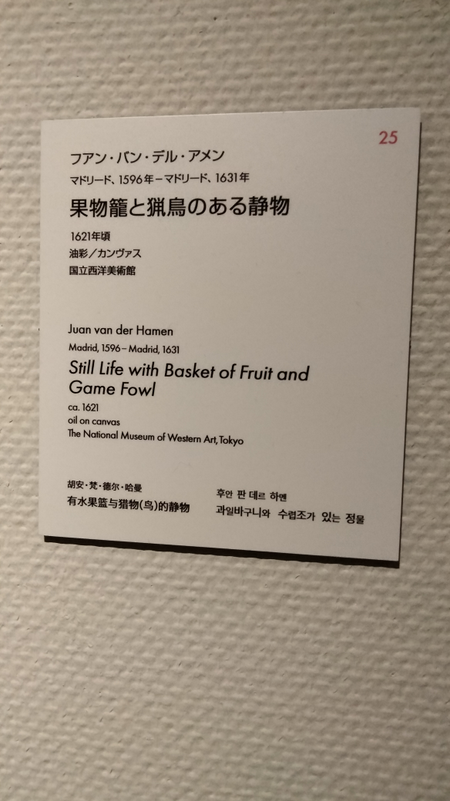 25
フアン・バン・デル・アメン
マドリード、1596年－マドリード、1631年
果物籠と猟鳥のある静物
1621年頃
油彩／カンヴァス
国立西洋美術館
Juan van der Hamen
Madrid, 1596 – Madrid, 1631
Still Life with Basket of Fruit and
Game Fowl
ca. 1621
oil on canvas
The National Museum of Western Art, Tokyo
胡安・梵・德尔・哈曼
有水果篮与猎物(鸟)的静物
후안 판 데르 하멘
과일바구니와 수렵조가 있는 정물